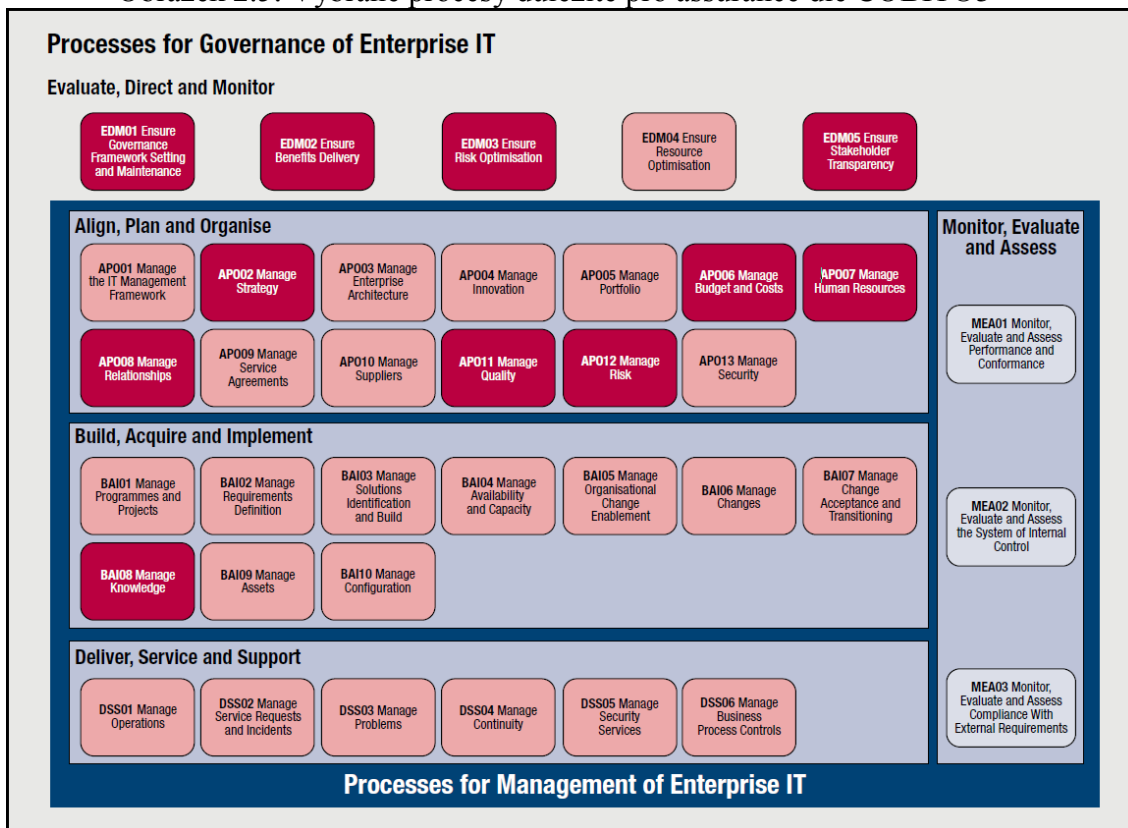 Obrázek Vybrané procesy důležité pro assurance dle
Processes for Governance of Enterprise IT
Evaluate, Direct and Monitor
EDM01 Ensure
Governance
Framework Setting
and Maintenance
EDM02 Ensure
Benefits Delivery
EDM03 Ensure
Risk Optimisation
EDM04 Ensure
Resource
Optimisation
EDM05 Ensure
Stakeholder
Transparency
Align, Plan and Organise
APO01 Manage
the IT Management
Framework
APO02 Manage
Strategy
APO03 Manage
Enterprise
Architecture
APO04 Manage
Innovation
APO05 Manage
Portfolio
APO06 Manage
Budget and Costs
APO07 Manage
Human Resources
APO08 Manage
Relationships
APO09 Manage
Service
Agreements
APO10 Manage
Suppliers
APO11 Manage
Quality
APO12 Manage
Risk
APO13 Manage
Security
Build, Acquire and Implement
BAI01 Manage
Programmes and
Projects
BAI02 Manage
Requirements
Definition
BAI03 Manage
Solutions
Identification
and Build
BAI04 Manage
Availability
and Capacity
BAI05 Manage
Organisational
Change
Enablement
BAI06 Manage
Changes
BAI07 Manage
Change
Acceptance and
Transitioning
BAI08 Manage
Knowledge
BAI09 Manage
Assets
BAI10 Manage
Configuration
Deliver, Service and Support
DSS01 Manage
Operations
DSS02 Manage
Service Requests
and Incidents
DSS03 Manage
Problems
DSS04 Manage
Continuity
DSS05 Manage
Security
Services
DSS06 Manage
Business
Process Controls
Monitor, Evaluate
and Assess
MEA01 Monitor,
Evaluate and Assess
Performance and
Conformance
MEA02 Monitor,
Evaluate and Assess
the System of Internal
Control
MEA03 Monitor,
Evaluate and Assess
Compliance With
External Requirements
Processes for Management of Enterprise IT